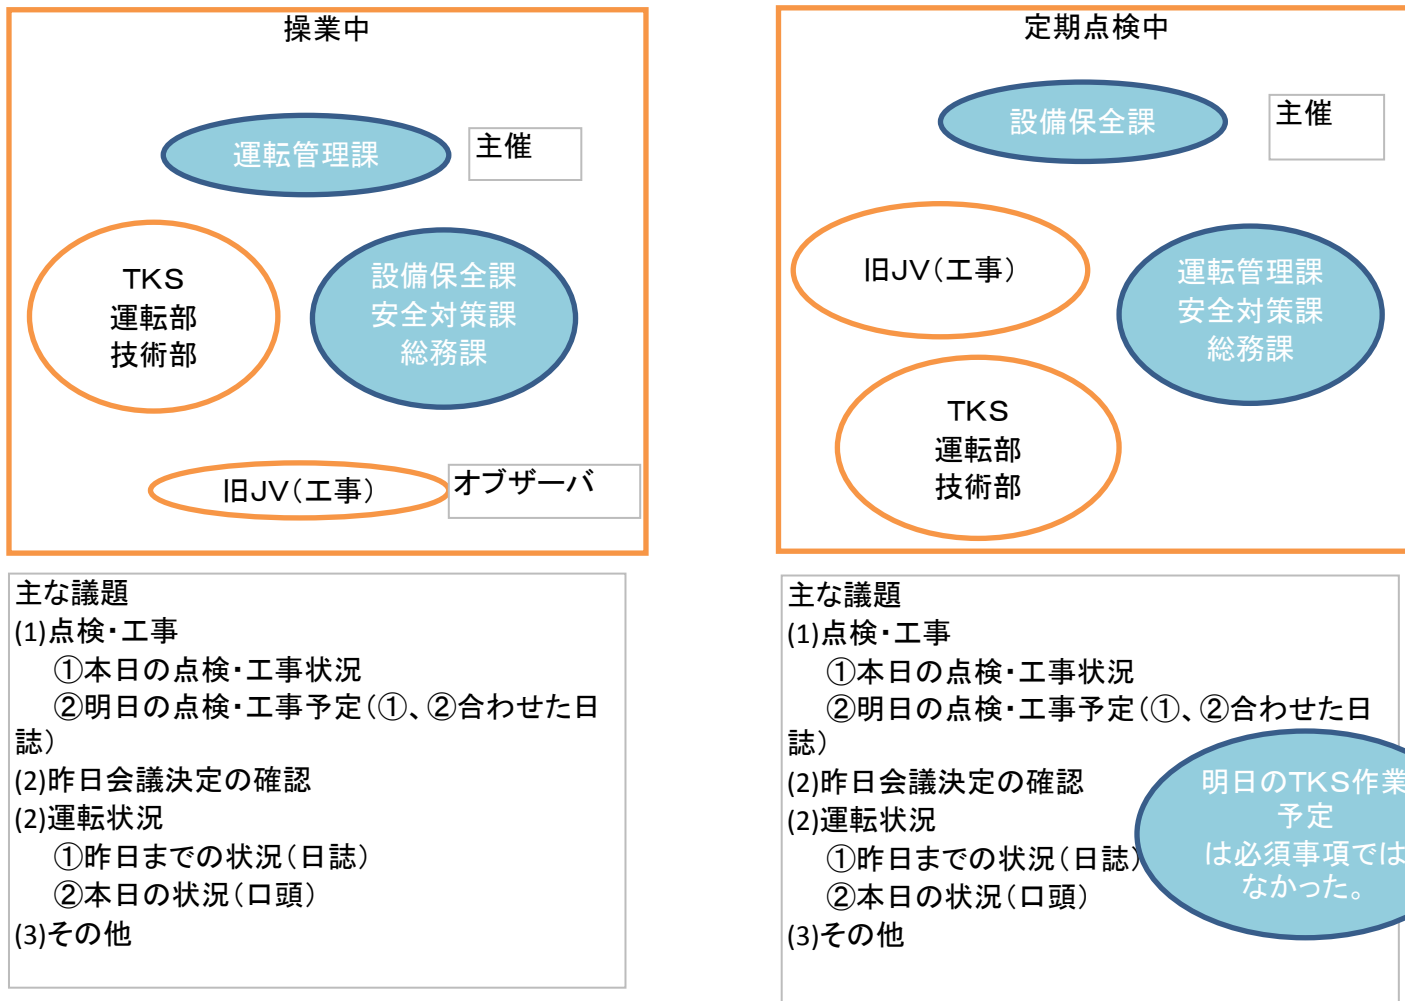 操業中
運転管理課
主催
TKS
運転部
技術部
設備保全課
安全対策課
総務課
旧JV(工事)
オブザーバ
主な議題
(1)点検・工事
①本日の点検・工事状況
②明日の点検・工事予定(①、②合わせた日
誌)
(2)昨日会議決定の確認
(2)運転状況
①昨日までの状況(日誌)
②本日の状況(口頭)
(3)その他
定期点検中
設備保全課
主催
旧JV(工事)
運転管理課
安全対策課
総務課
TKS
運転部
技術部
主な議題
(1)点検・工事
①本日の点検・工事状況
②明日の点検・工事予定(①、②合わせた日
誌)
(2)昨日会議決定の確認
(2)運転状況
①昨日までの状況(日誌)
②本日の状況(口頭)
(3)その他
明日のTKS作業
予定
は必須事項では
なかった。